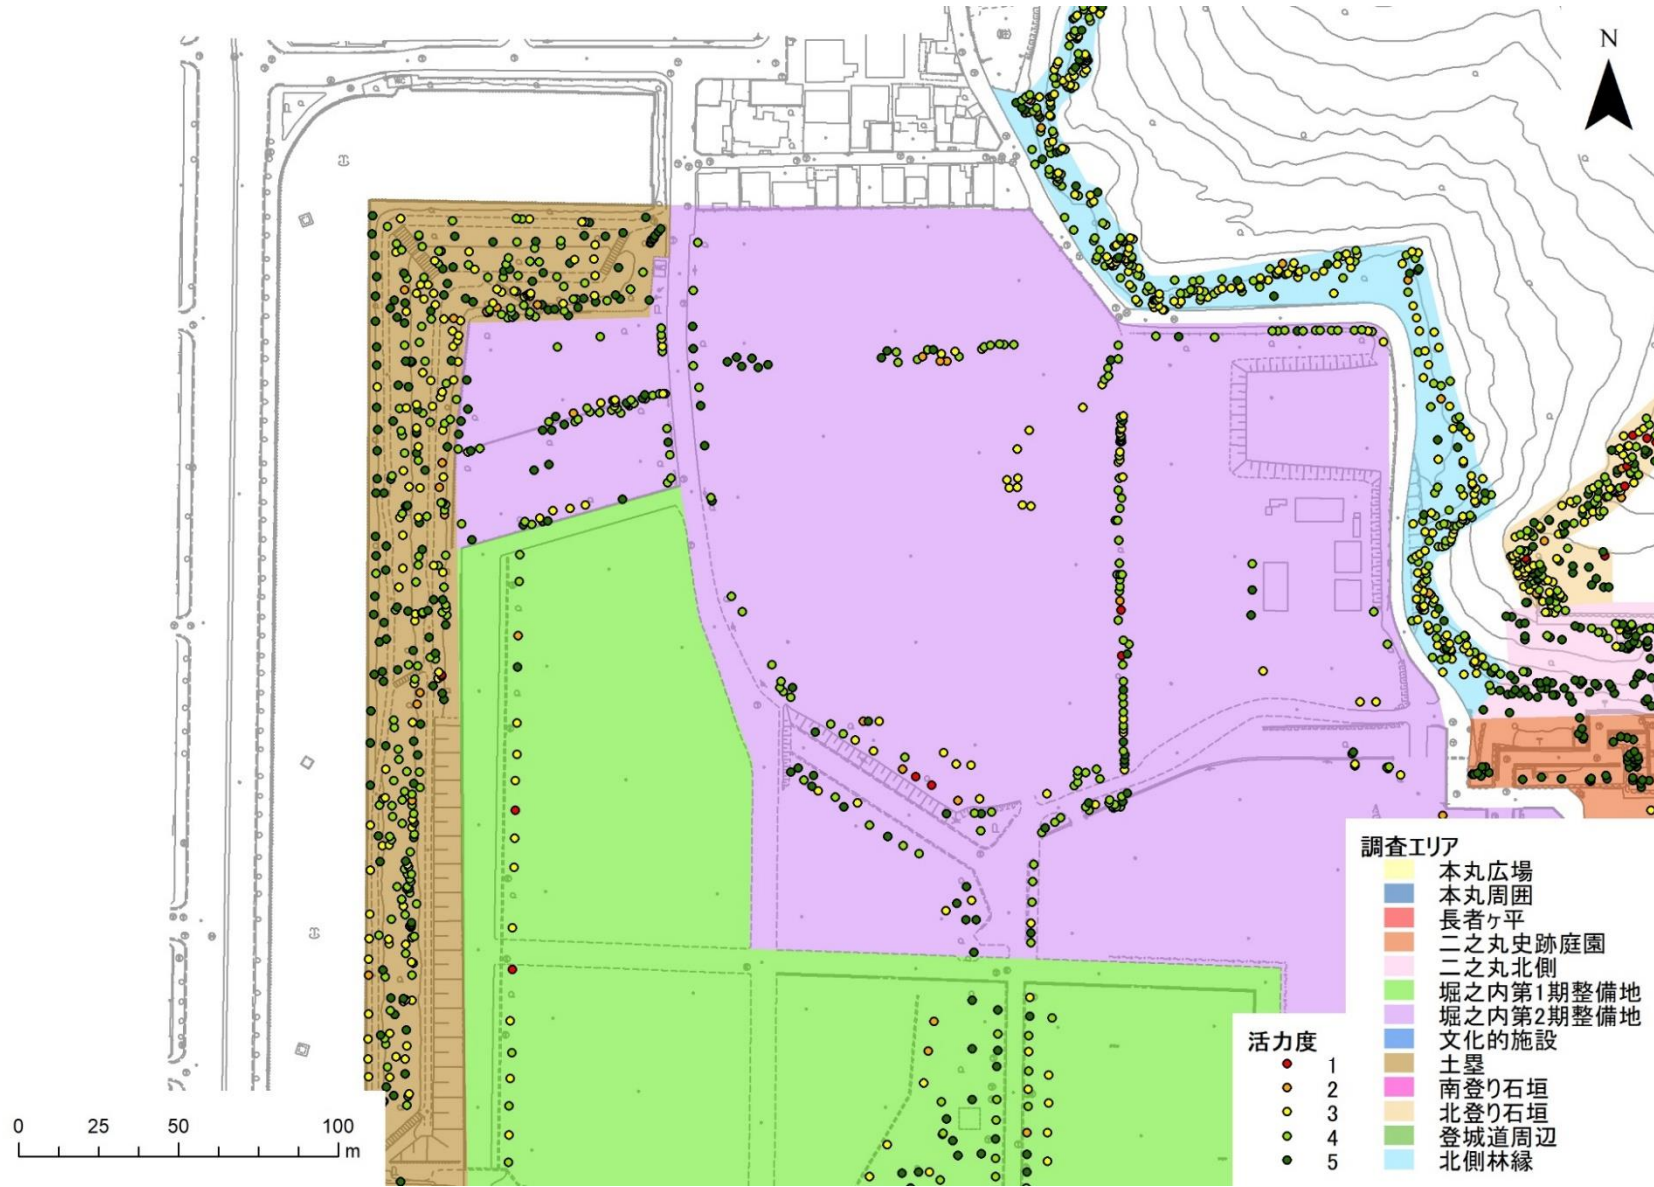 N
調査エリア
本丸広場
本丸周囲
長者ヶ平
二之丸史跡庭園
二之丸北側
堀之内第1期整備地
堀之内第2期整備地
文化的施設
土塁
南登り石垣
北登り石垣
登城道周辺
北側林縁
活力度
1
2
3
4
5
0 25 50 100
m